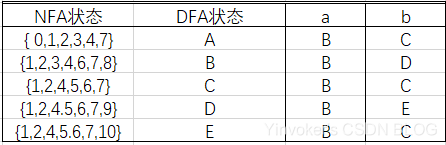 NFA状态 DFA状态 a b
{ 0,1,2,3,4,7} A B C
{1,2,3,4,6,7,8} B B D
{1,2,4,5,6,7} C B C
{1,2,4.5,6,7,9} D B E
{1,2,4,5.6,7,10} E B C